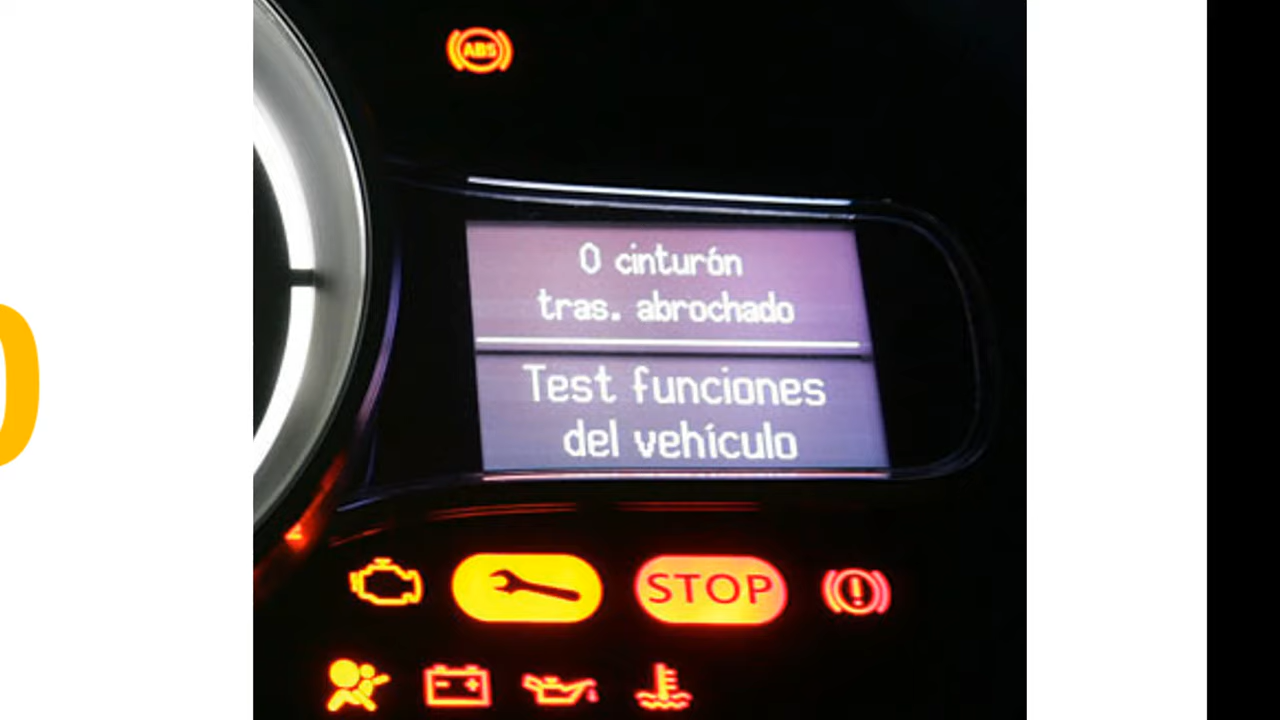 ABS
0 cinturón
tras. abrochado
Test funciones
del vehículo
STOP